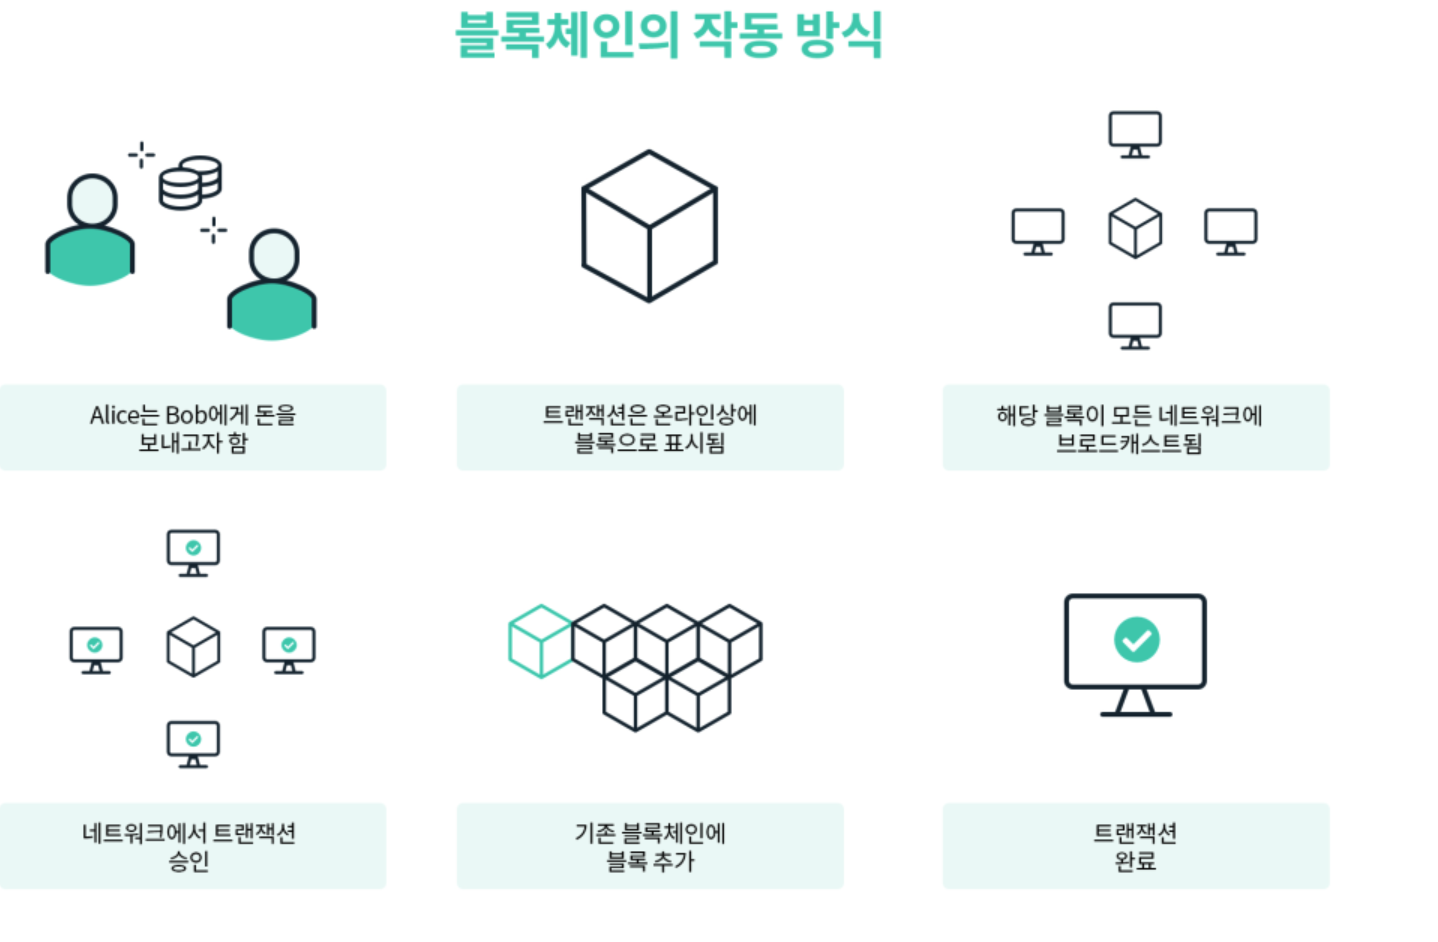 블록체인의 작동 방식
Alice는 Bob에게 돈을
보내고자 함
트랜잭션은 온라인상에
블록으로 표시됨
해당 블록이 모든 네트워크에
브로드캐스트됨
네트워크에서 트랜잭션
승인
기존 블록체인에
블록 추가
트랜잭션
완료